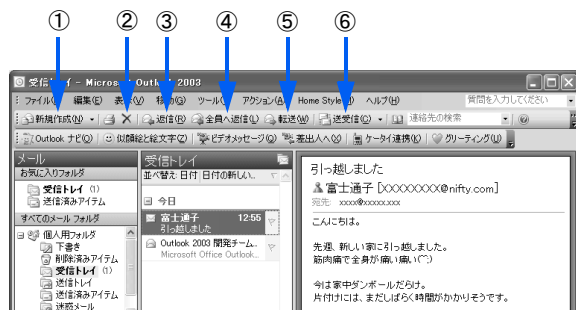 ① ② ③ ④ ⑤ ⑥
受信トレイ - Microsoft Outlook 2003
ファイル(F) 編集(E) 表示(V) 移動(G) ツール(T) アクション(A) Home Style(H) ヘルプ(H) 質問を入力してください
新規作成(N) 返信(R) 全員へ返信(L) 転送(W) 送受信(C) 連絡先の検索
Outlook ナビ(O) 似顔絵と絵文字(Z) ビデオメッセージ(Q) 差出人へ(X) ケータイ連携(K) グリーティング(U)
メール
お気に入りフォルダ
受信トレイ (1)
送信済みアイテム
すべてのメール フォルダ
個人用フォルダ
下書き
削除済みアイテム
受信トレイ (1)
送信トレイ
送信済みアイテム
迷惑メール
受信トレイ
並べ替え: 日付 日付の新しい..
今日
富士通子 12:55
引っ越しました
Outlook 2003 開発チーム..
Microsoft Office Outlook..
引っ越しました
富士通子 [XXXXXXXX@nifty.com]
宛先: xxxx@xxxxx.xxx
こんにちは。
先週、新しい家に引っ越しました。
筋肉痛で全身が痛い痛い(^^;)
今は家中ダンボールだらけ。
片付けには、まだしばらく時間がかかりそうです。